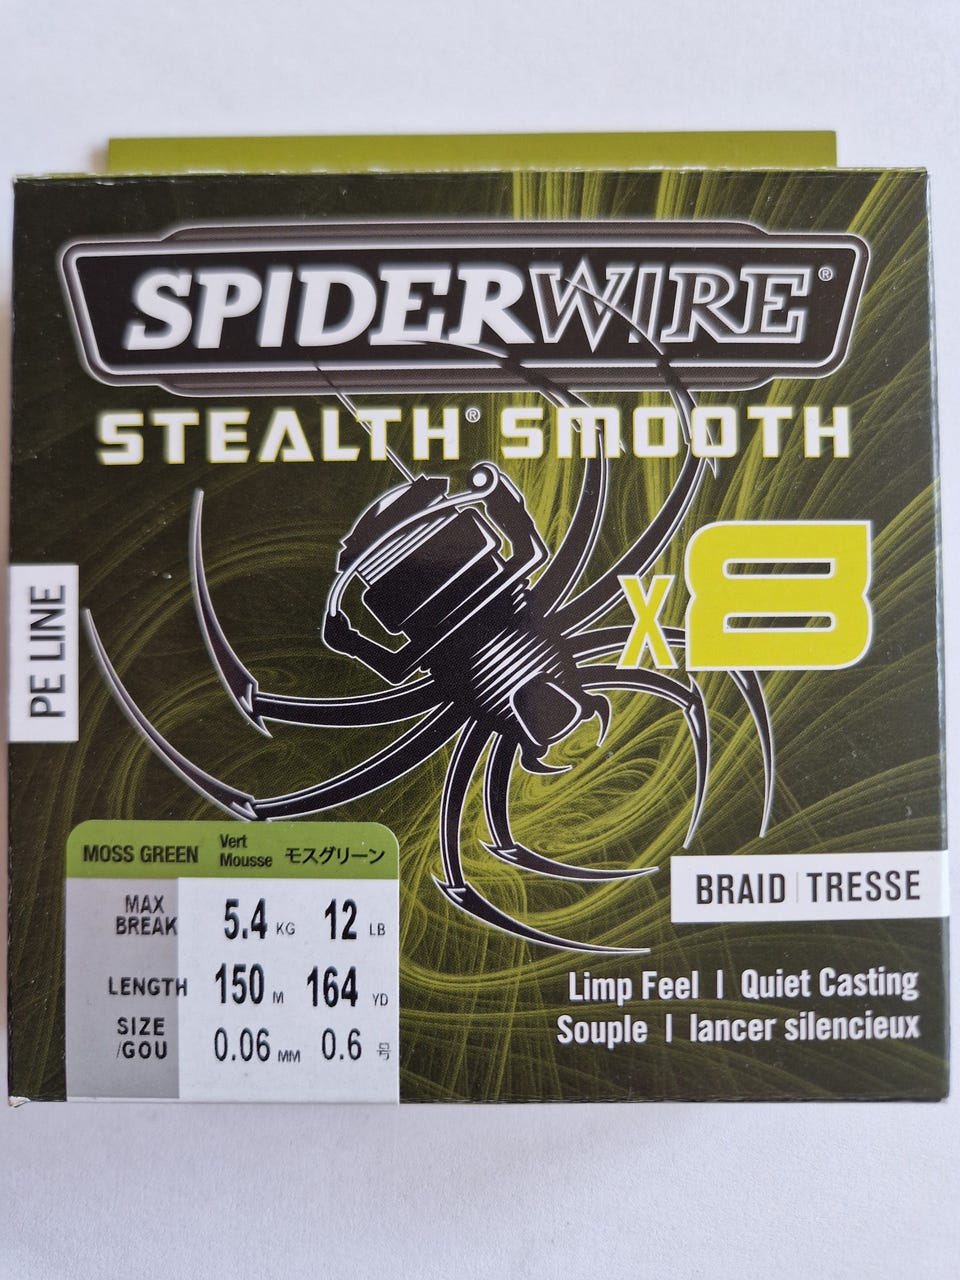 SPIDERWIRE®
STEALTH® SMOOTH
x8
PE LINE
MOSS GREEN Vert Mousse モスグリーン
MAX BREAK 5.4 KG 12 LB
LENGTH 150 M 164 YD
SIZE /GOU 0.06 MM 0.6 号
BRAID | TRESSE
Limp Feel | Quiet Casting
Souple | lancer silencieux